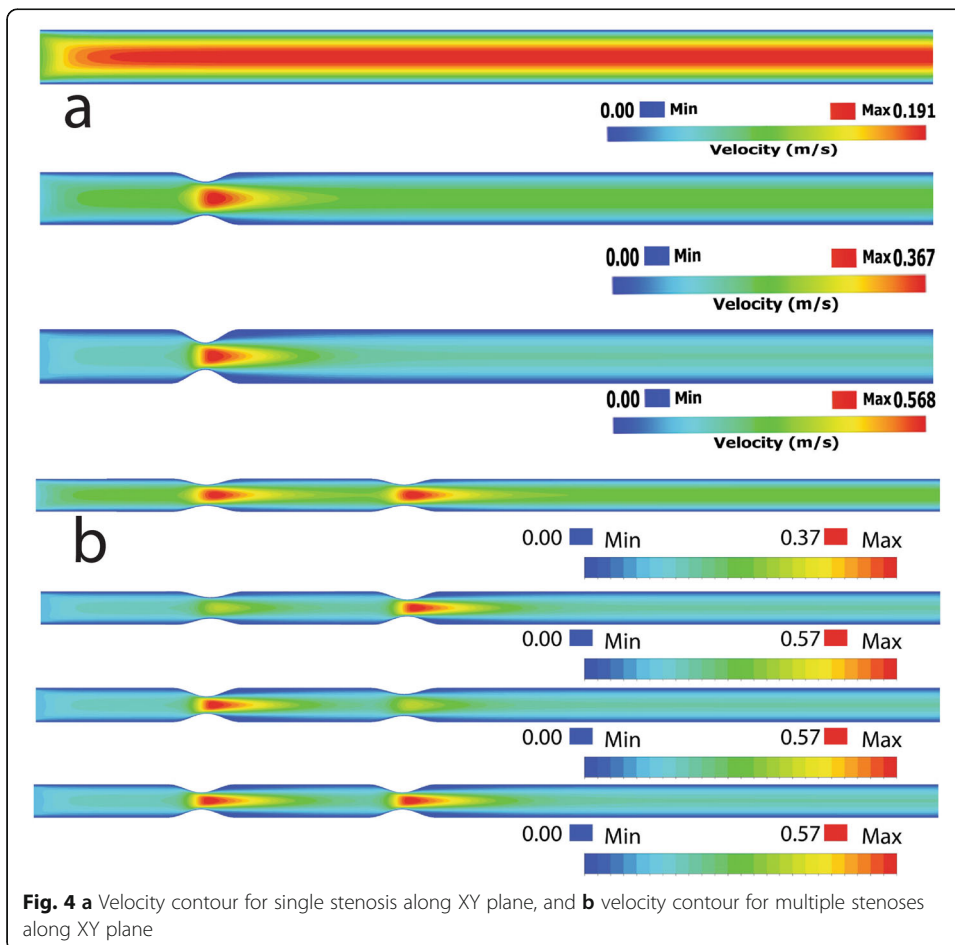 a
0.00 Min Max 0.191
Velocity (m/s)
0.00 Min Max 0.367
Velocity (m/s)
0.00 Min Max 0.568
Velocity (m/s)
b
0.00 Min 0.37 Max
0.00 Min 0.57 Max
0.00 Min 0.57 Max
0.00 Min 0.57 Max
Fig. 4 a Velocity contour for single stenosis along XY plane, and b velocity contour for multiple stenoses
along XY plane